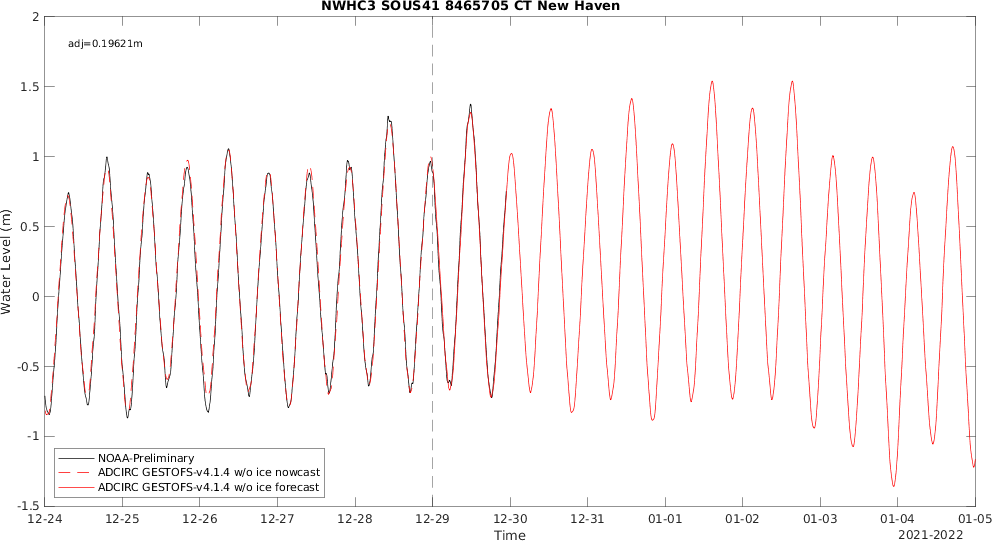 NWHC3 SOUS41 8465705 CT New Haven
adj=0.19621m
2
1.5
1
0.5
0
-0.5
-1
-1.5
Water Level (m)
NOAA-Preliminary
ADCIRC GESTOFS-v4.1.4 w/o ice nowcast
ADCIRC GESTOFS-v4.1.4 w/o ice forecast
12-24 12-25 12-26 12-27 12-28 12-29 12-30 12-31 01-01 01-02 01-03 01-04 01-05
Time
2021-2022